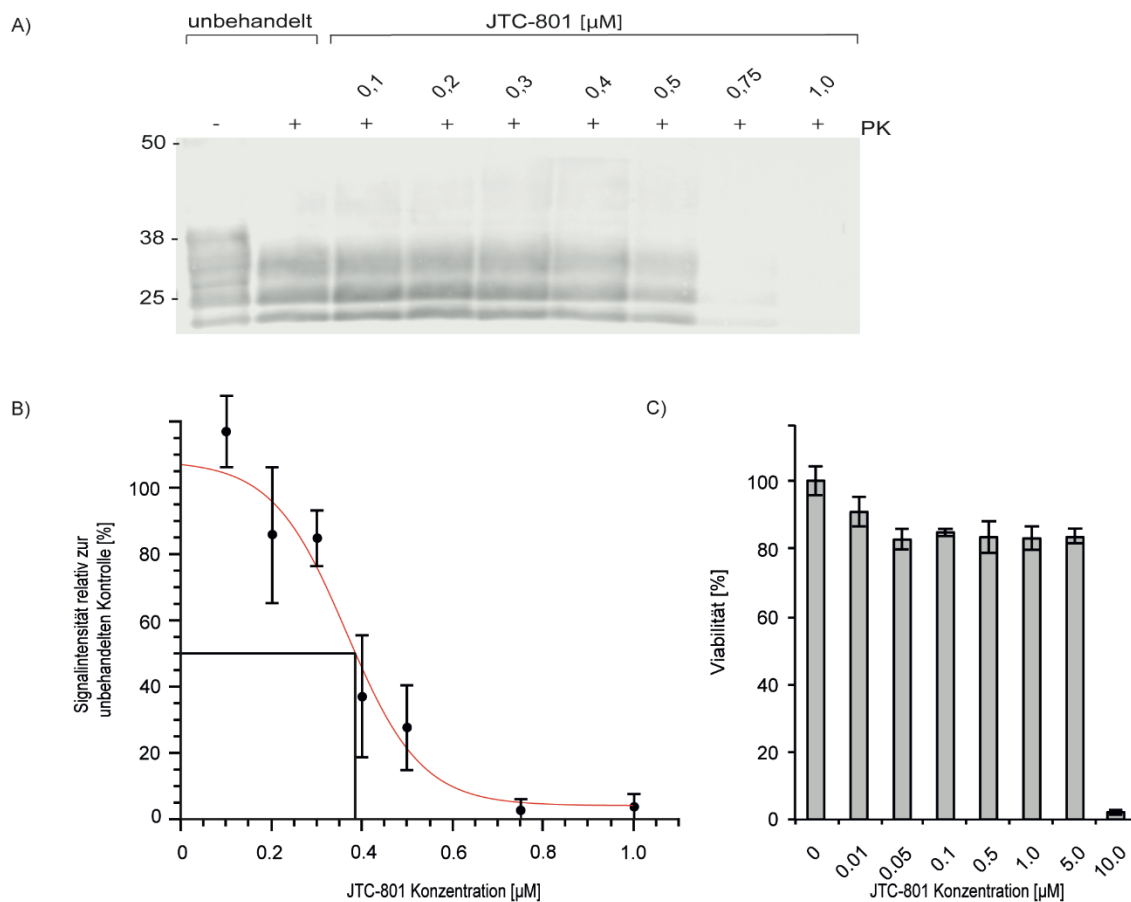 A)
unbehandelt JTC-801 [µM]
0,1 0,2 0,3 0,4 0,5 0,75 1,0
- + + + + + + + + PK
50
38
25
B)
Signalintensität relativ zur
unbehandelten Kontrolle [%]
100
80
60
40
20
0
0 0.2 0.4 0.6 0.8 1.0
JTC-801 Konzentration [µM]
C)
Viabilität [%]
100
80
60
40
20
0
0 0.01 0.05 0.1 0.5 1.0 5.0 10.0
JTC-801 Konzentration [µM]